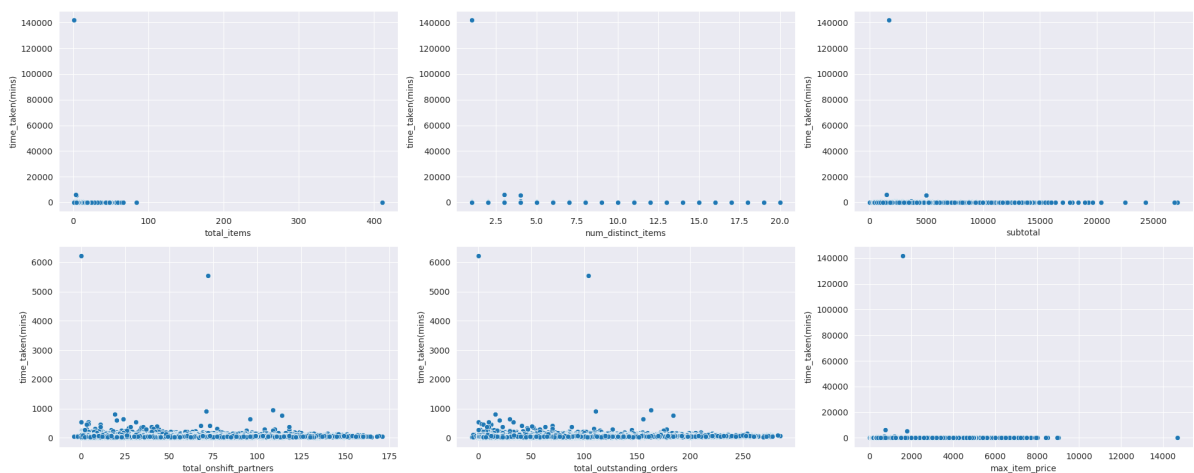 140000
120000
100000
80000
60000
40000
20000
0
time_taken(mins)
0 100 200 300 400
total_items
140000
120000
100000
80000
60000
40000
20000
0
time_taken(mins)
2.5 5.0 7.5 10.0 12.5 15.0 17.5 20.0
num_distinct_items
140000
120000
100000
80000
60000
40000
20000
0
time_taken(mins)
0 5000 10000 15000 20000 25000
subtotal
6000
5000
4000
3000
2000
1000
0
time_taken(mins)
0 25 50 75 100 125 150 175
total_onshift_partners
6000
5000
4000
3000
2000
1000
0
time_taken(mins)
0 50 100 150 200 250
total_outstanding_orders
140000
120000
100000
80000
60000
40000
20000
0
time_taken(mins)
0 2000 4000 6000 8000 10000 12000 14000
max_item_price